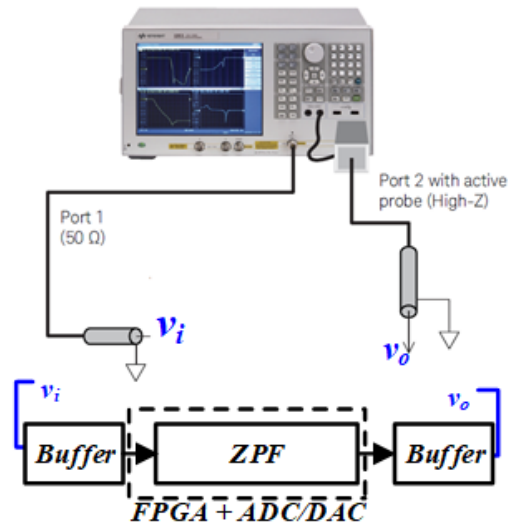 KEYSIGHT
Port 1
(50 Ω)
Port 2 with active
probe (High-Z)
vi
vo
vi
vo
Buffer
ZPF
Buffer
FPGA + ADC/DAC